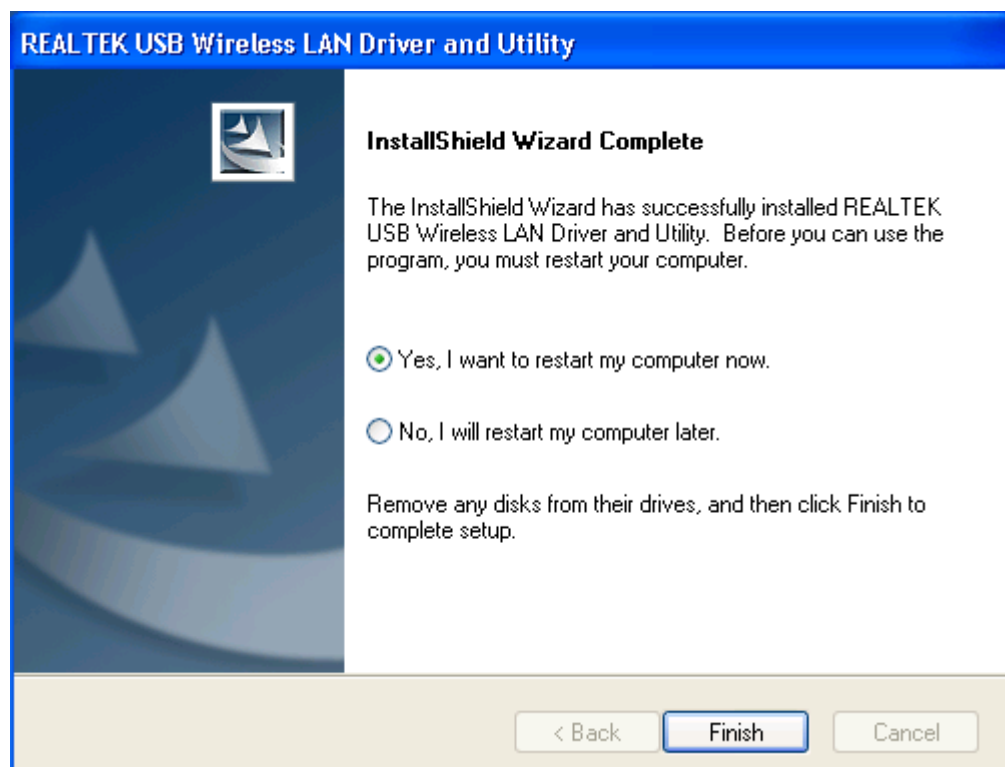 REALTEK USB Wireless LAN Driver and Utility
InstallShield Wizard Complete
The InstallShield Wizard has successfully installed REALTEK
USB Wireless LAN Driver and Utility.  Before you can use the
program, you must restart your computer.
Yes, I want to restart my computer now.
No, I will restart my computer later.
Remove any disks from their drives, and then click Finish to
complete setup.
< Back Finish Cancel